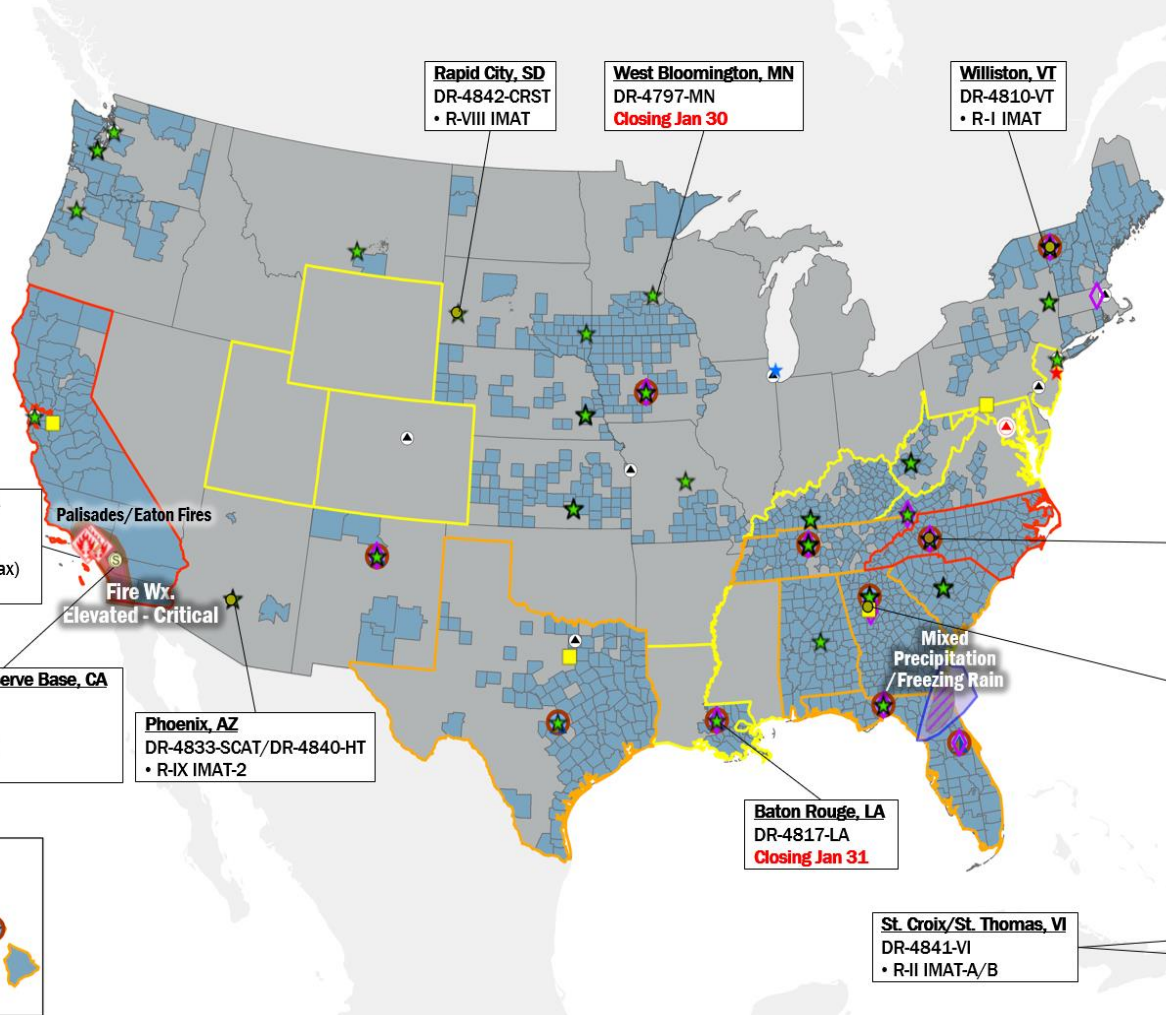 Rapid City, SD
DR-4842-CRST
• R-VIII IMAT
West Bloomington, MN
DR-4797-MN
Closing Jan 30
Williston, VT
DR-4810-VT
• R-I IMAT
Palisades/Eaton Fires
ax)
S
Fire Wx.
Elevated - Critical
erve Base, CA
Phoenix, AZ
DR-4833-SCAT/DR-4840-HT
• R-IX IMAT-2
Mixed
Precipitation
/Freezing Rain
Baton Rouge, LA
DR-4817-LA
Closing Jan 31
St. Croix/St. Thomas, VI
DR-4841-VI
• R-II IMAT-A/B